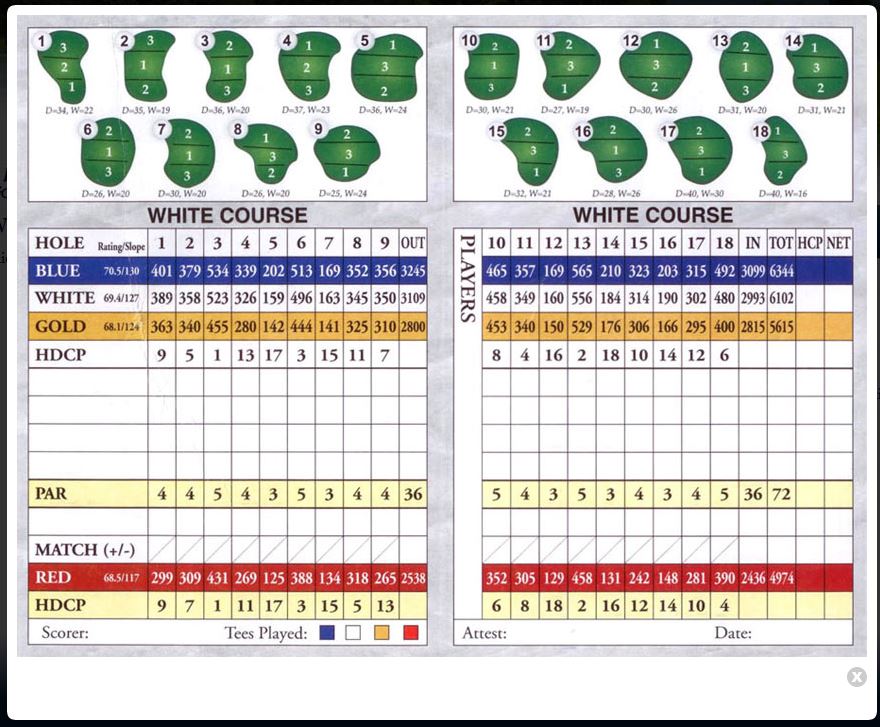 1 2 3 4 5
3 3 2 1 1
2 1 1 2 3
1 2 3 3 2
D=34, W=22 D=35, W=19 D=36, W=20 D=37, W=23 D=36, W=24
6 7 8 9
2 2 1 2
1 1 3 3
3 3 2 1
D=26, W=20 D=30, W=20 D=26, W=20 D=25, W=24
WHITE COURSE
HOLE Rating/Slope 1 2 3 4 5 6 7 8 9 OUT
BLUE 70.5/130 401 379 534 339 202 513 169 352 356 3245
WHITE 69.4/127 389 358 523 326 159 496 163 345 350 3109
GOLD 68.1/124 363 340 455 280 142 444 141 325 310 2800
HDCP 9 5 1 13 17 3 15 11 7
PAR 4 4 5 4 3 5 3 4 4 36
MATCH (+/-)
RED 68.5/117 299 309 431 269 125 388 134 318 265 2538
HDCP 9 7 1 11 17 3 15 5 13
Scorer: Tees Played:
10 11 12 13 14
2 2 1 2 1
1 3 3 3 3
3 1 2 1 2
D=30, W=21 D=27, W=19 D=30, W=26 D=31, W=20 D=31, W=21
15 16 17 18
2 2 2 1
3 1 3 3
1 3 1 2
D=32, W=21 D=28, W=26 D=40, W=30 D=40, W=16
WHITE COURSE
PLAYERS
10 11 12 13 14 15 16 17 18 IN TOT HCP NET
465 357 169 565 210 323 203 315 492 3099 6344
458 349 160 556 184 314 190 302 480 2993 6102
453 340 150 529 176 306 166 295 400 2815 5615
8 4 16 2 18 10 14 12 6
5 4 3 5 3 4 3 4 5 36 72
352 305 129 458 131 242 148 281 390 2436 4974
6 8 18 2 16 12 14 10 4
Attest: Date: